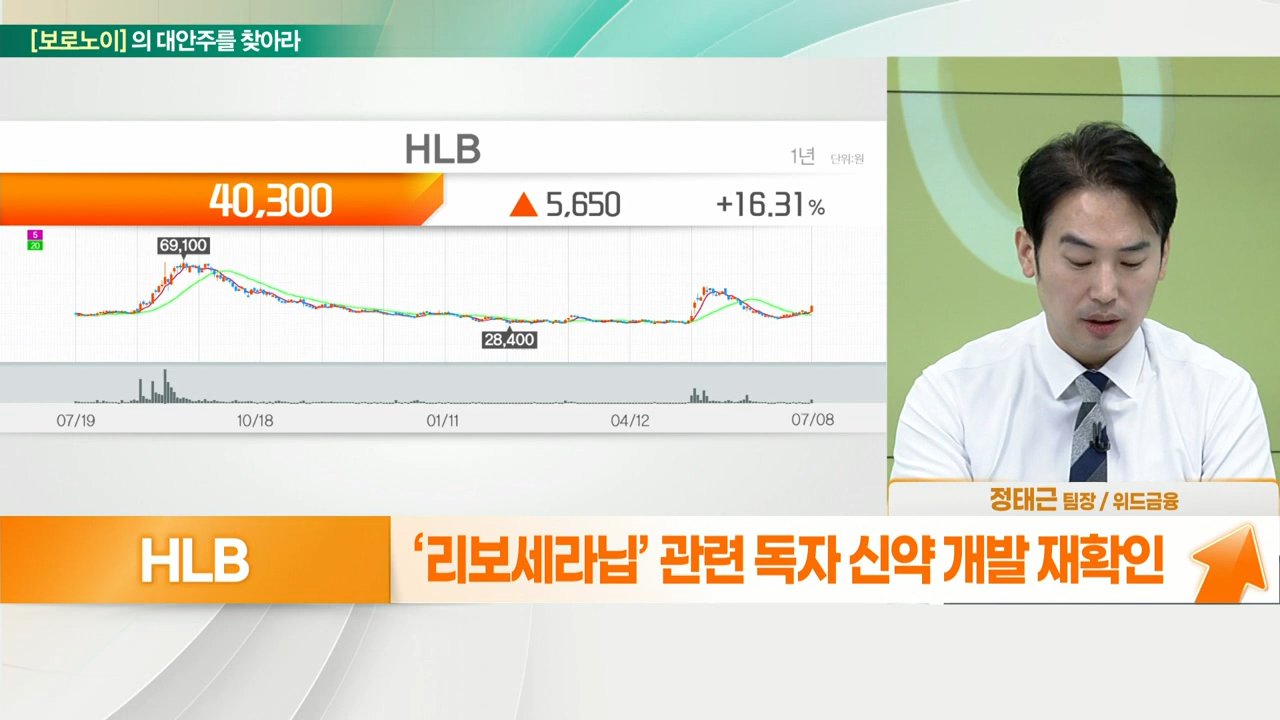 [보로노이]의 대안주를 찾아라
HLB
1년 단위:원
40,300 ▲ 5,650 +16.31%
5
20
69,100
28,400
07/19 10/18 01/11 04/12 07/08
정태근 팀장 / 위드금융
HLB
‘리보세라닙’ 관련 독자 신약 개발 재확인